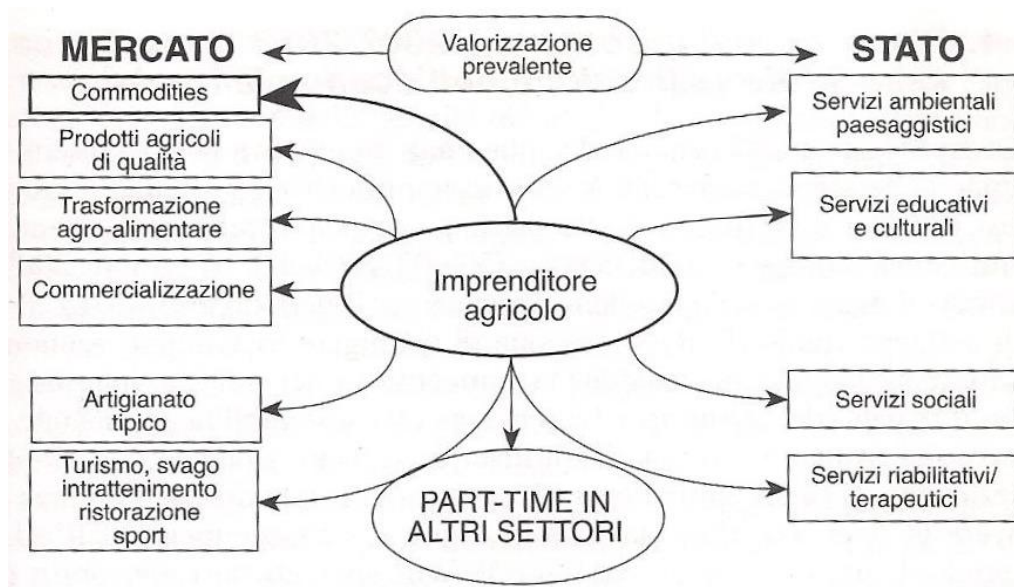 MERCATO
Valorizzazione
prevalente
STATO
Commodities
Prodotti agricoli
di qualità
Trasformazione
agro-alimentare
Commercializzazione
Artigianato
tipico
Turismo, svago
intrattenimento
ristorazione
sport
Imprenditore
agricolo
PART-TIME IN
ALTRI SETTORI
Servizi ambientali
paesaggistici
Servizi educativi
e culturali
Servizi sociali
Servizi riabilitativi/
terapeutici